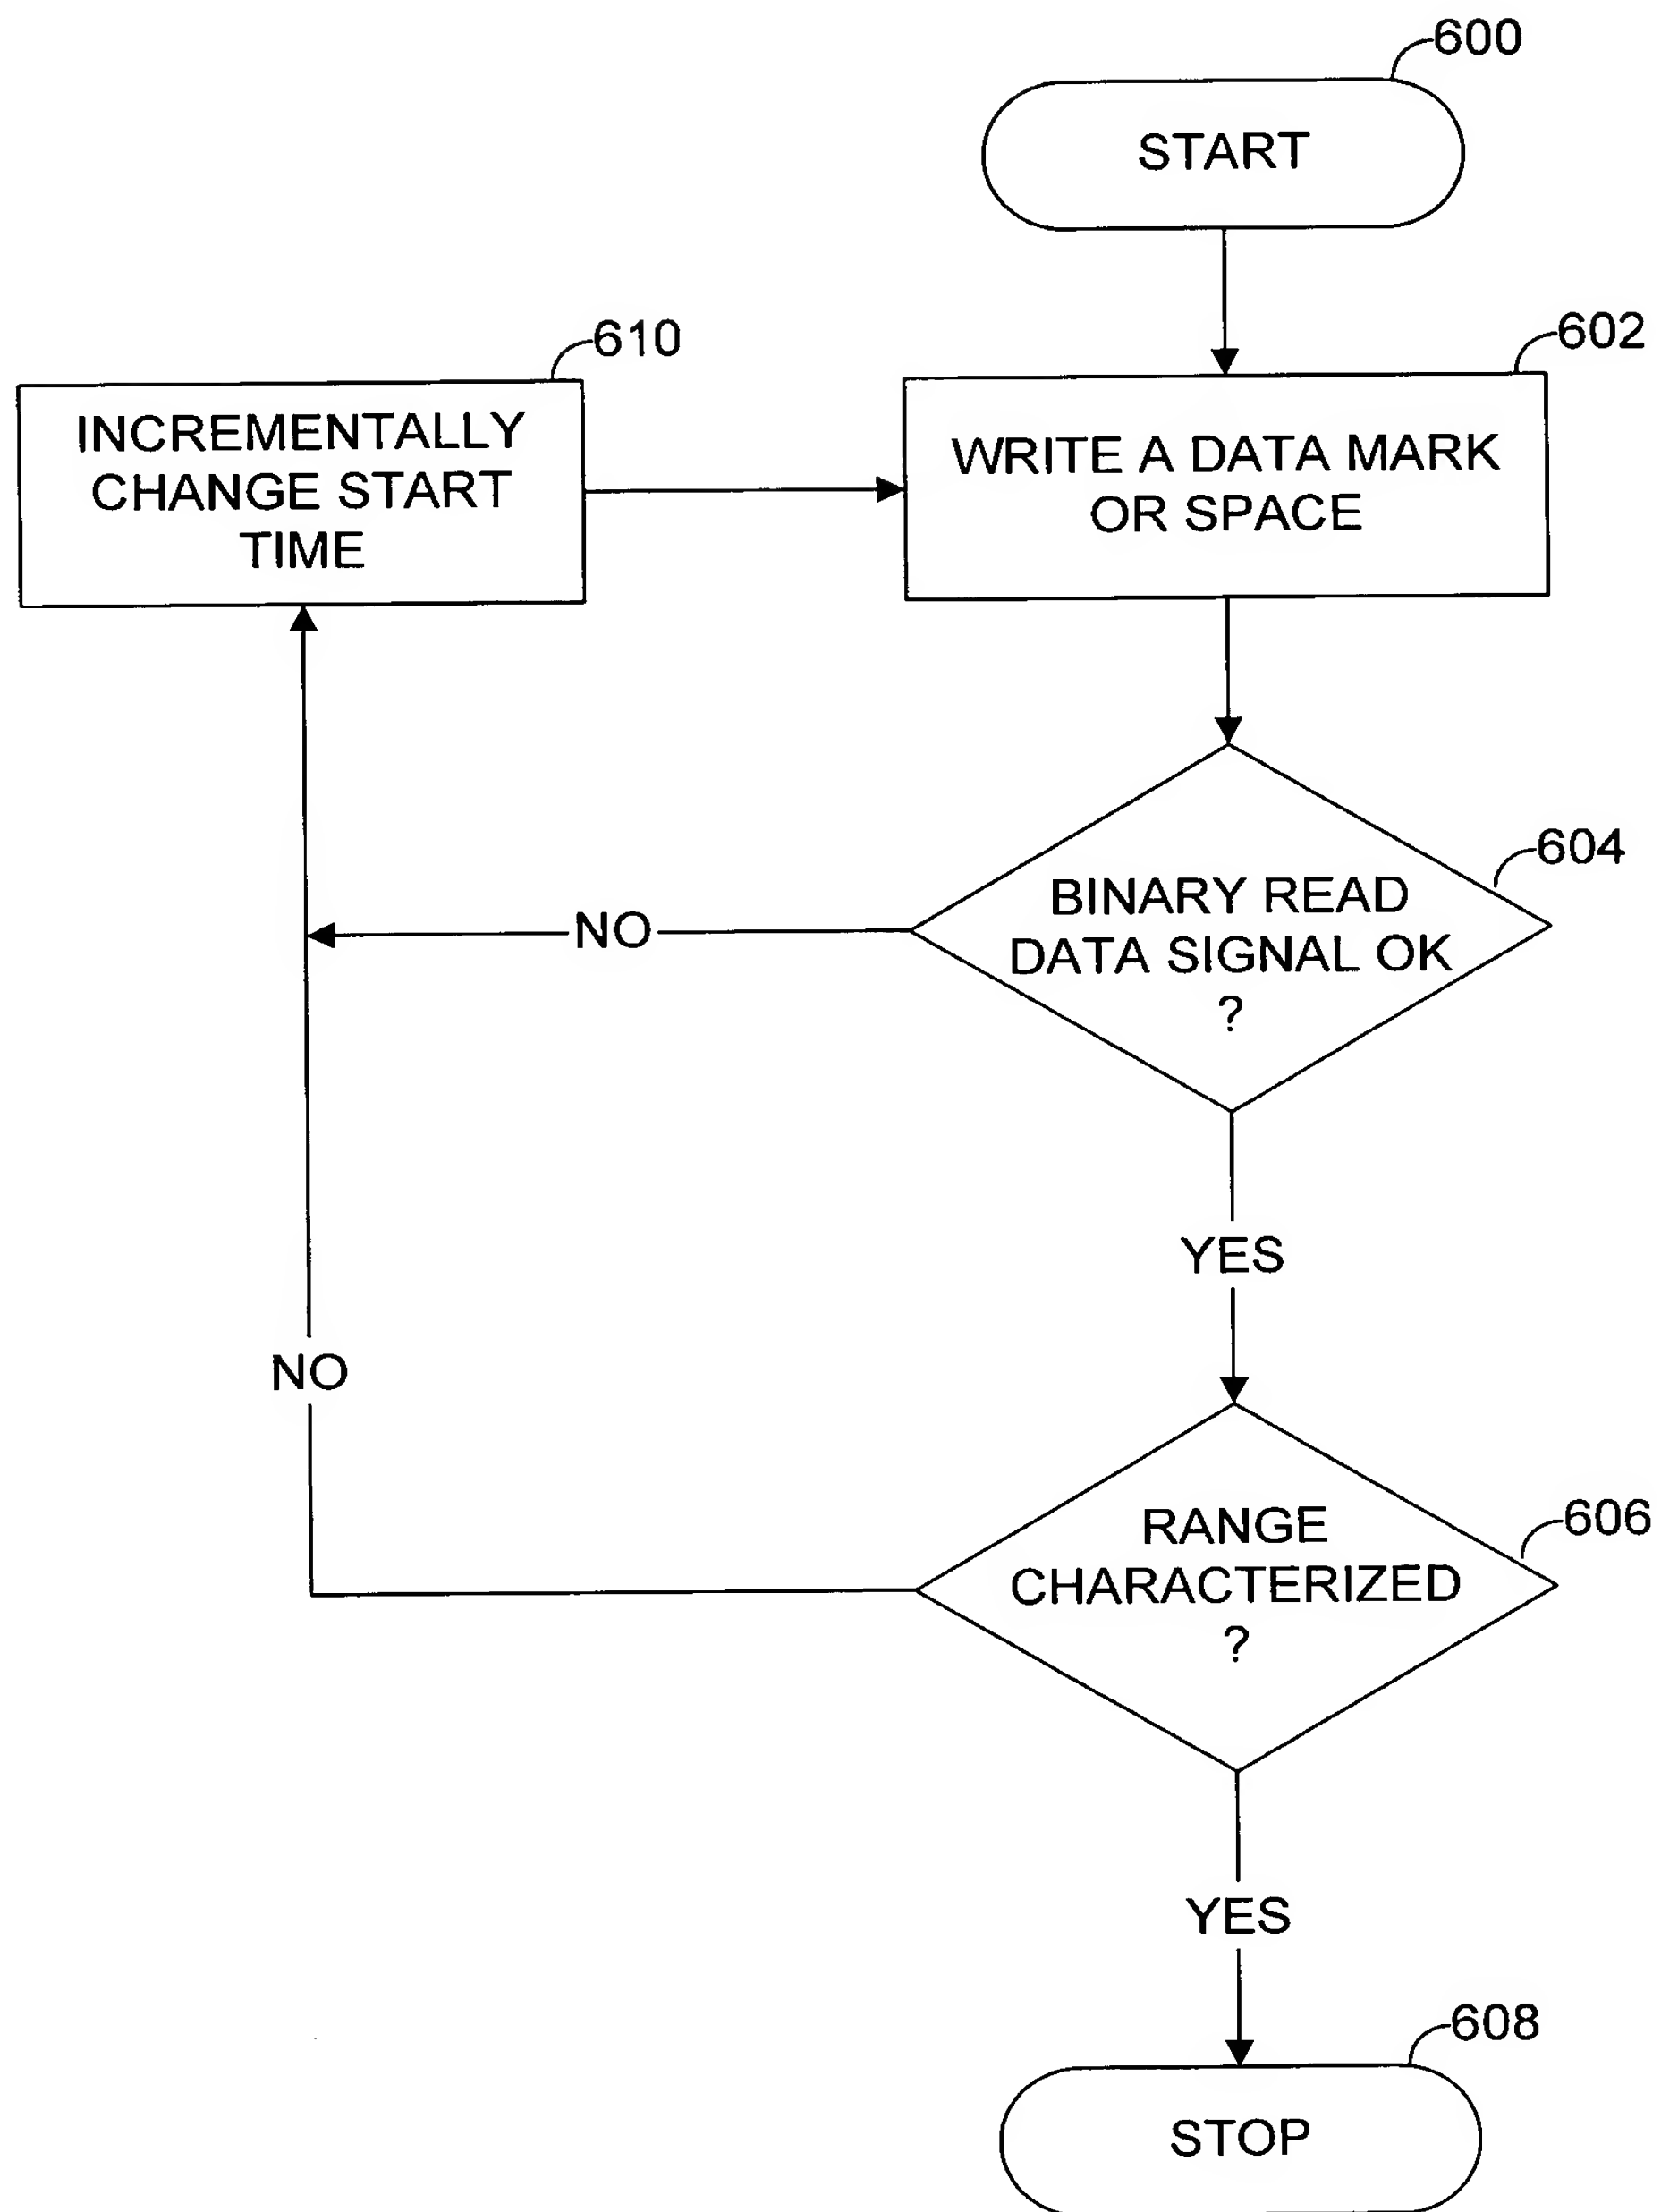 600
START
610
602
INCREMENTALLY
CHANGE START
TIME
WRITE A DATA MARK
OR SPACE
604
BINARY READ
DATA SIGNAL OK
?
NO
YES
NO
606
RANGE
CHARACTERIZED
?
YES
608
STOP